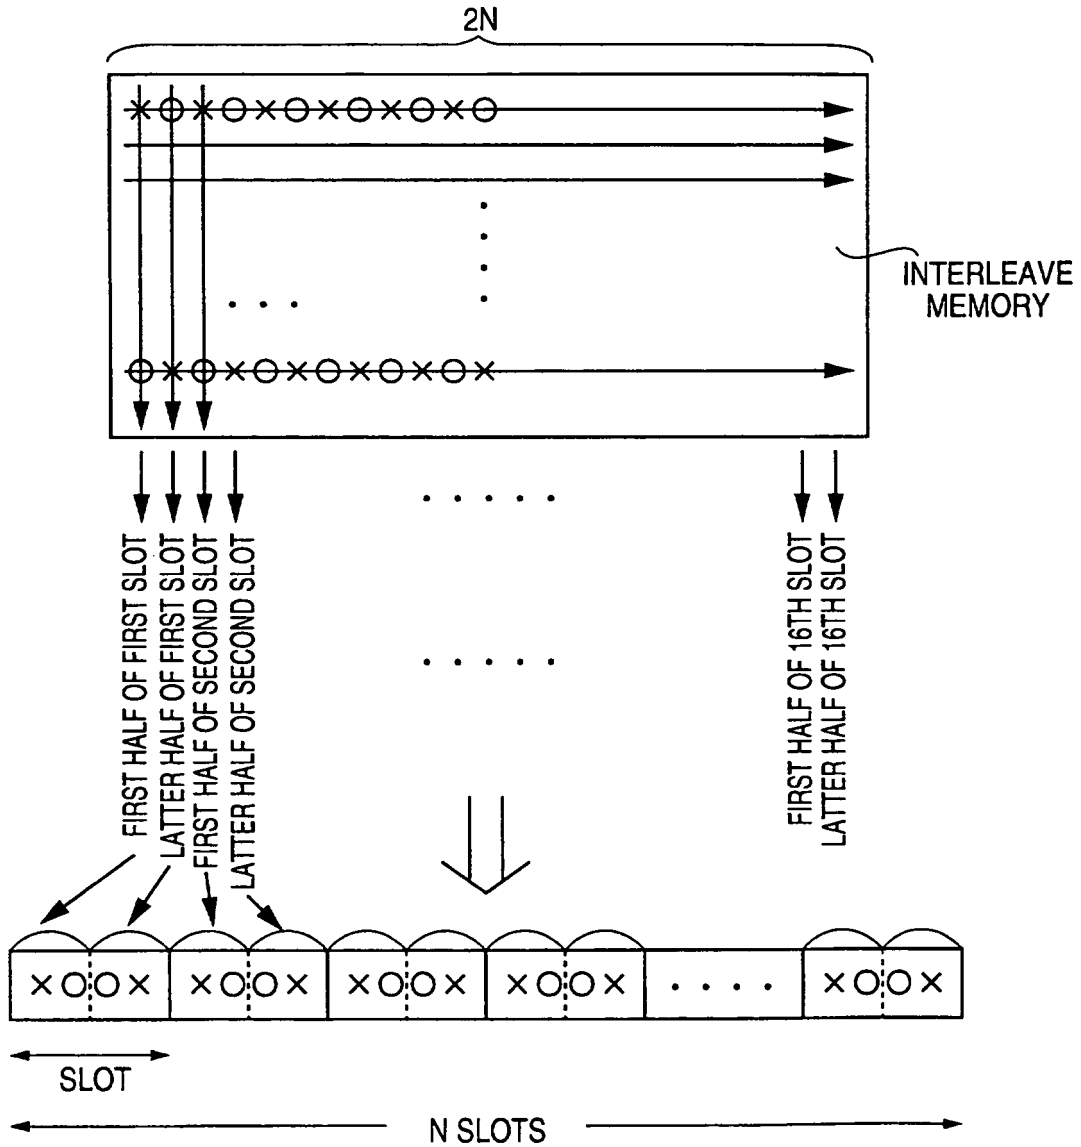 2N
INTERLEAVE
MEMORY
FIRST HALF OF FIRST SLOT
LATTER HALF OF FIRST SLOT
FIRST HALF OF SECOND SLOT
LATTER HALF OF SECOND SLOT
FIRST HALF OF 16TH SLOT
LATTER HALF OF 16TH SLOT
SLOT
N SLOTS